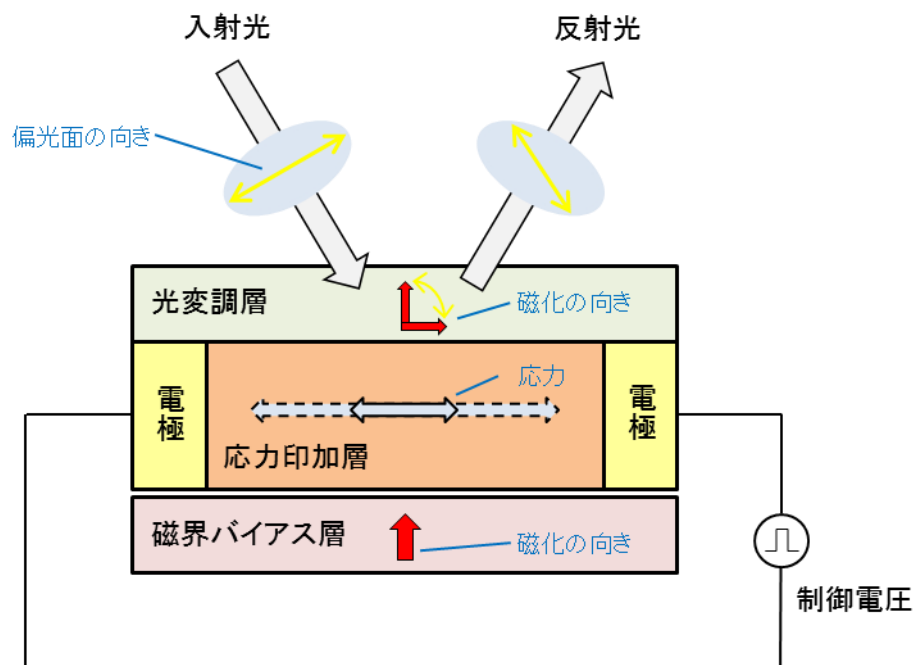 入射光
反射光
偏光面の向き
光変調層
磁化の向き
電極
応力
電極
応力印加層
磁界バイアス層
磁化の向き
制御電圧